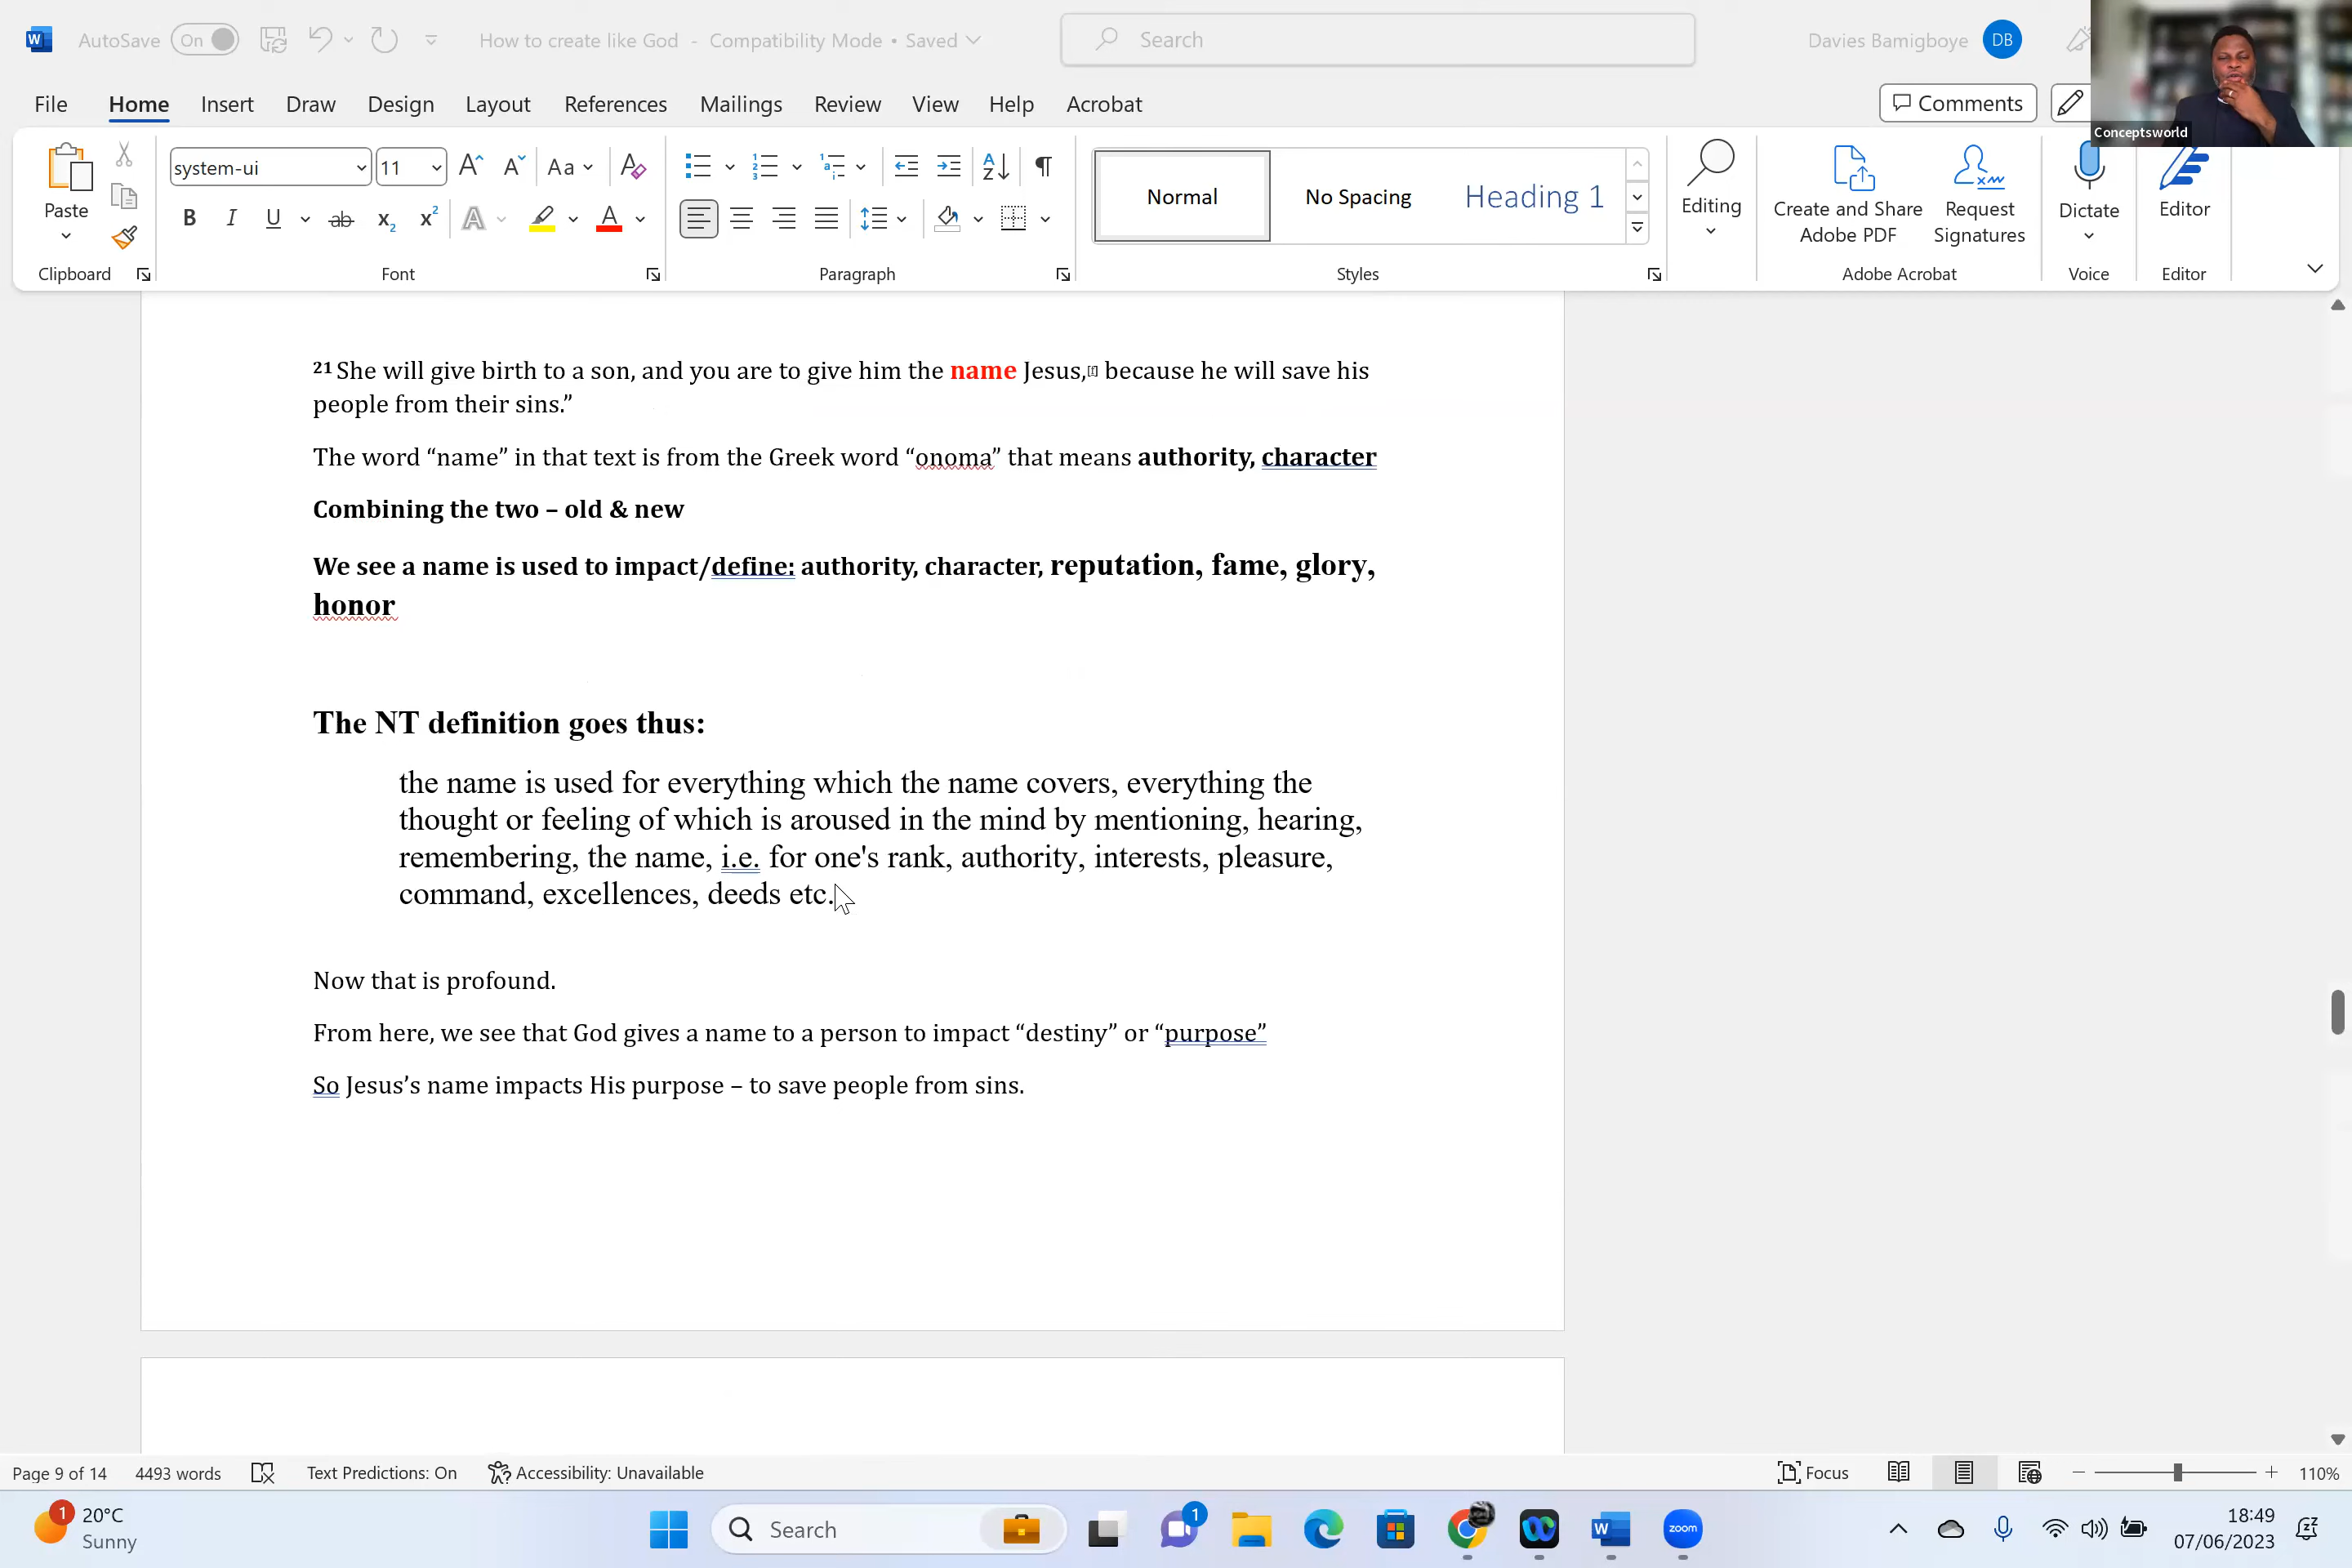 AutoSave On How to create like God - Compatibility Mode • Saved Search Davies Bamigboye DB
File Home Insert Draw Design Layout References Mailings Review View Help Acrobat Comments
Conceptsworld
system-ui 11 Aa
Paste
B I U ab x₂ x² A A
Normal No Spacing Heading 1
Editing
Create and Share
Adobe PDF
Request
Signatures
Dictate
Editor
Clipboard Font Paragraph Styles Adobe Acrobat Voice Editor
21 She will give birth to a son, and you are to give him the name Jesus,[f] because he will save his
people from their sins.”
The word “name” in that text is from the Greek word “onoma” that means authority, character
Combining the two – old & new
We see a name is used to impact/define: authority, character, reputation, fame, glory,
honor
The NT definition goes thus:
the name is used for everything which the name covers, everything the
thought or feeling of which is aroused in the mind by mentioning, hearing,
remembering, the name, i.e. for one's rank, authority, interests, pleasure,
command, excellences, deeds etc.
Now that is profound.
From here, we see that God gives a name to a person to impact “destiny” or “purpose”
So Jesus’s name impacts His purpose – to save people from sins.
Page 9 of 14 4493 words Text Predictions: On Accessibility: Unavailable Focus 110%
1 20°C
Sunny
Search
1
zoom
18:49
07/06/2023